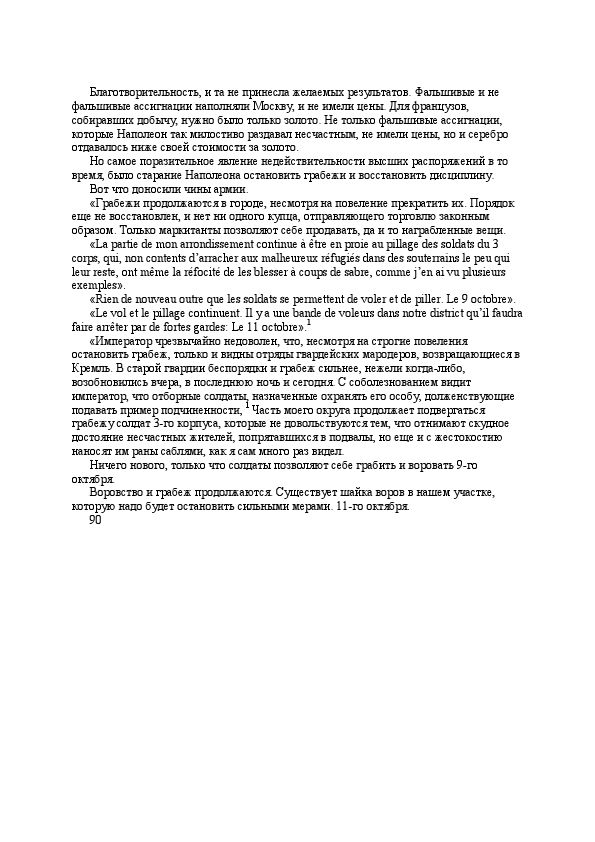 Благотворительность, и та не принесла желаемых результатов. Фальшивые и не
фальшивые ассигнации наполняли Москву, и не имели цены. Для французов,
собиравших добычу, нужно было только золото. Не только фальшивые ассигнации,
которые Наполеон так милостиво раздавал несчастным, не имели цены, но и серебро
отдавалось ниже своей стоимости за золото.
Но самое поразительное явление недействительности высших распоряжений в то
время, было старание Наполеона остановить грабежи и восстановить дисциплину.
Вот что доносили чины армии.
«Грабежи продолжаются в городе, несмотря на повеление прекратить их. Порядок
еще не восстановлен, и нет ни одного купца, отправляющего торговлю законным
образом. Только маркитанты позволяют себе продавать, да и то награбленные вещи.
«La partie de mon arrondissement continue à être en proie au pillage des soldats du 3
corps, qui, non contents d’arracher aux malheureux réfugiés dans des souterrains le peu qui
leur reste, ont même la réfocité de les blesser à coups de sabre, comme j’en ai vu plusieurs
exemples».
«Rien de nouveau outre que les soldats se permettent de voler et de piller. Le 9 octobre».
«Le vol et le pillage continuent. Il y a une bande de voleurs dans notre district qu’il faudra
faire arrêter par de fortes gardes: Le 11 octobre».1
«Император чрезвычайно недоволен, что, несмотря на строгие повеления
остановить грабеж, только и видны отряды гвардейских мародеров, возвращающиеся в
Кремль. В старой гвардии беспорядки и грабеж сильнее, нежели когда-либо,
возобновились вчера, в последнюю ночь и сегодня. С соболезнованием видит
император, что отборные солдаты, назначенные охранять его особу, долженствующие
подавать пример подчиненности, 1 Часть моего округа продолжает подвергаться
грабежу солдат 3-го корпуса, которые не довольствуются тем, что отнимают скудное
достояние несчастных жителей, попрятавшихся в подвалы, но еще и с жестокостию
наносят им раны саблями, как я сам много раз видел.
Ничего нового, только что солдаты позволяют себе грабить и воровать 9-го
октября.
Воровство и грабеж продолжаются. Существует шайка воров в нашем участке,
которую надо будет остановить сильными мерами. 11-го октября.
90